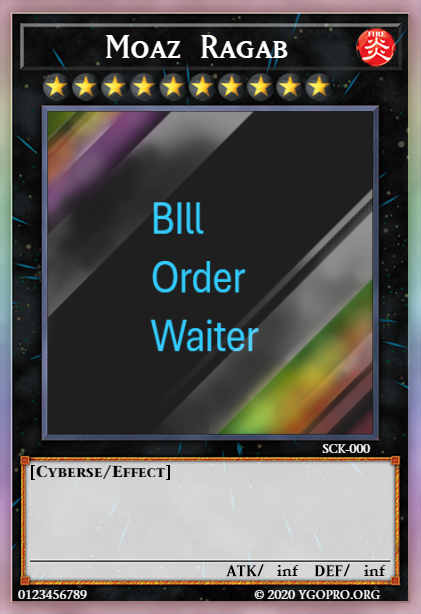 Moaz Ragab
FIRE
炎
BIll
Order
Waiter
SCK-000
[Cyberse/Effect]
ATK/ inf DEF/ inf
0123456789
© 2020 YGOPRO.ORG